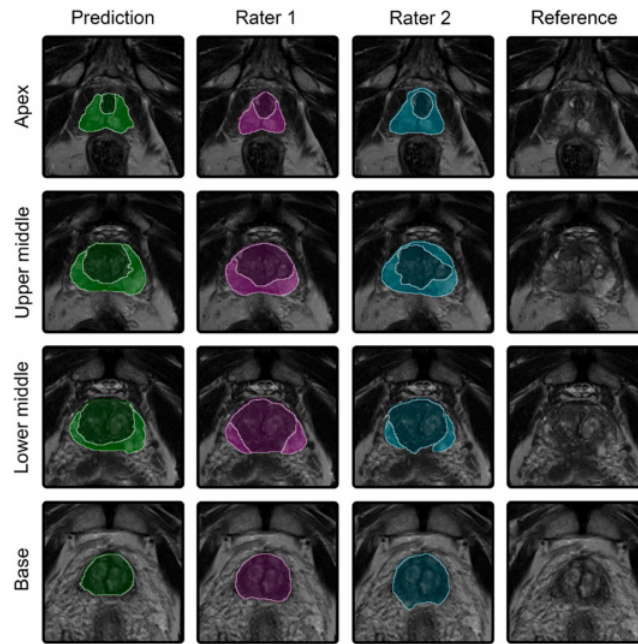 Prediction Rater 1 Rater 2 Reference
Apex
Upper middle
Lower middle
Base